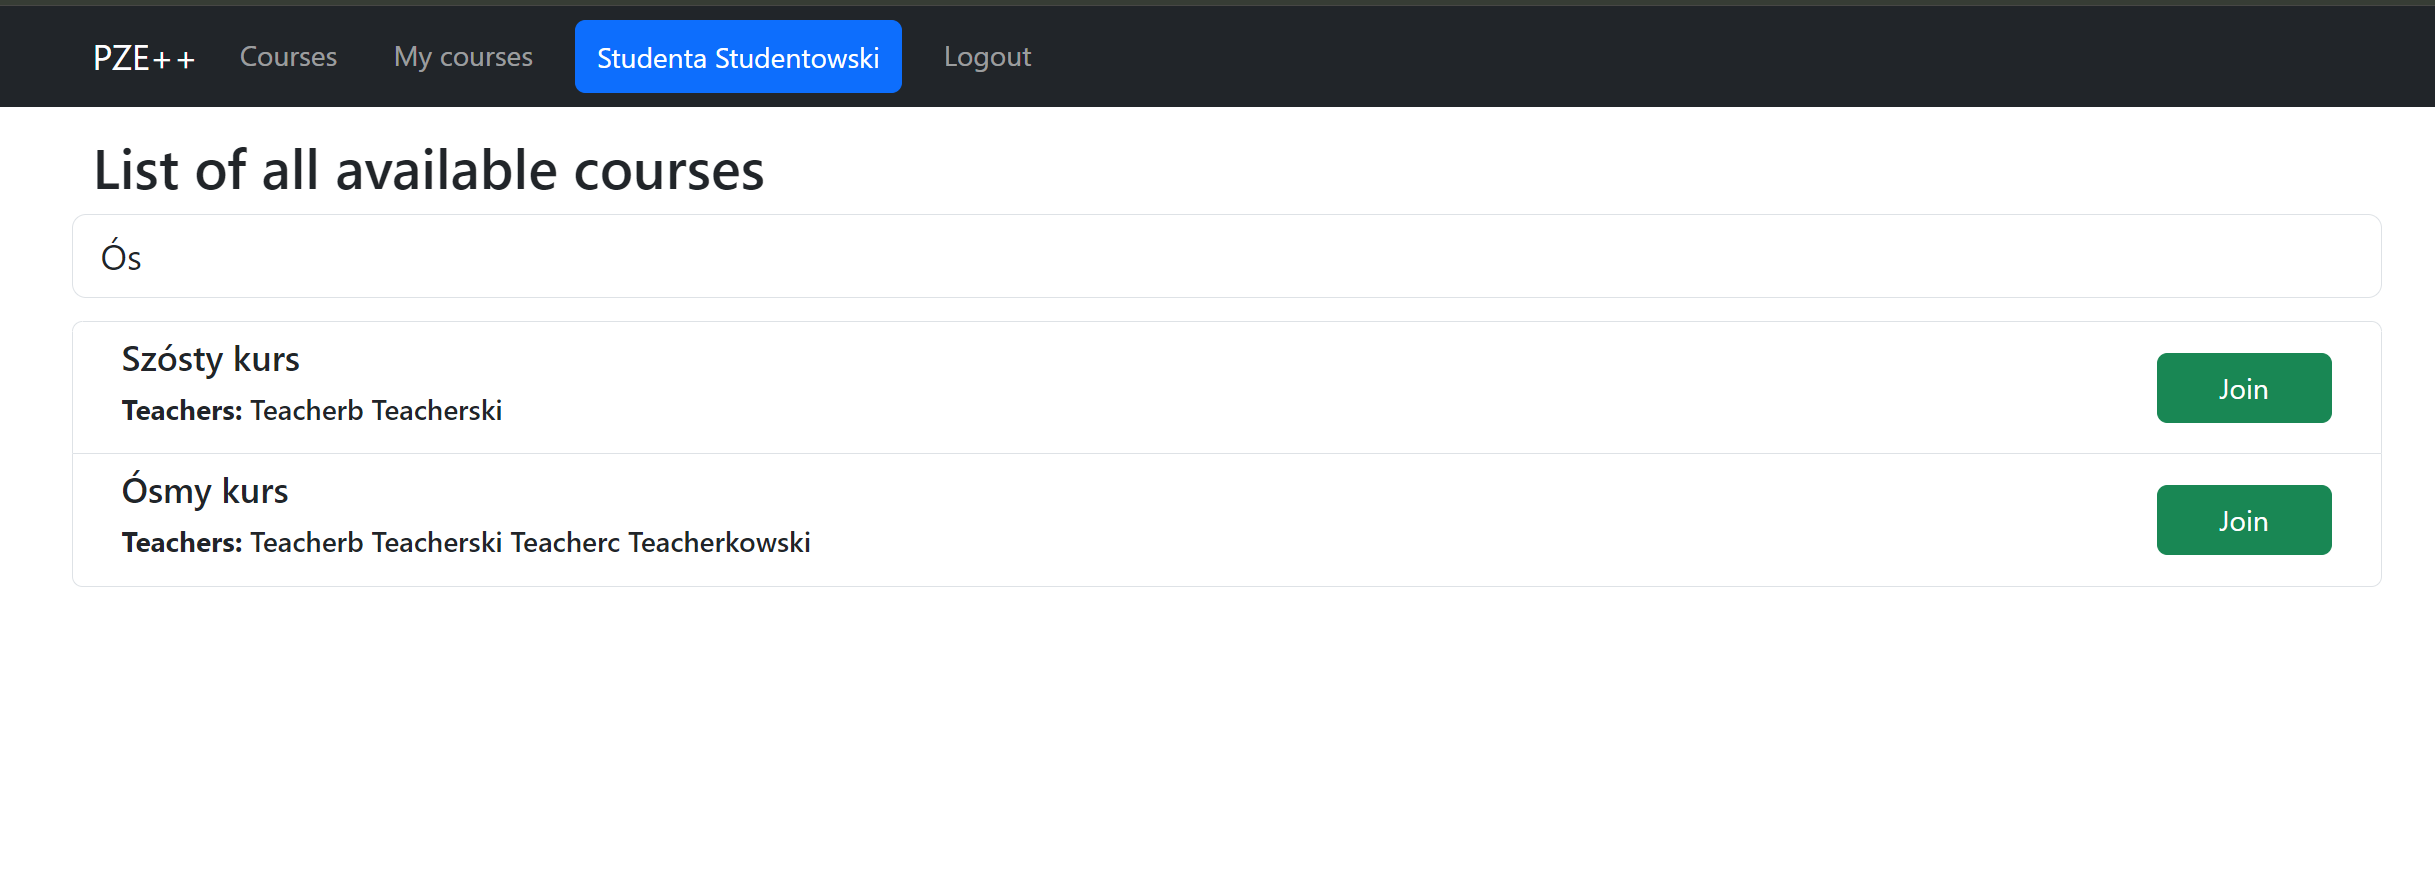 PZE++ Courses My courses Studenta Studentowski Logout
List of all available courses
Ós
Szósty kurs
Teachers: Teacherb Teacherski
Join
Ósmy kurs
Teachers: Teacherb Teacherski Teacherc Teacherkowski
Join